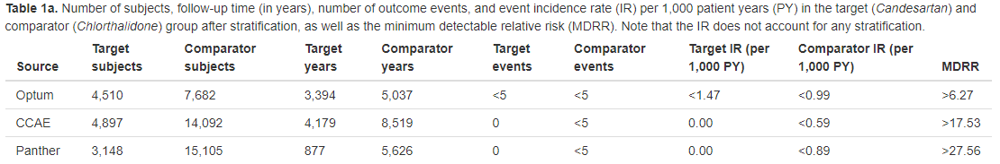 Table 1a. Number of subjects, follow-up time (in years), number of outcome events, and event incidence rate (IR) per 1,000 patient years (PY) in the target (Candesartan) and
comparator (Chlorthalidone) group after stratification, as well as the minimum detectable relative risk (MDRR). Note that the IR does not account for any stratification.
Target Comparator Target Comparator Target Comparator Target IR (per Comparator IR (per
Source subjects subjects years years events events 1,000 PY) 1,000 PY) MDRR
Optum 4,510 7,682 3,394 5,037 <5 <5 <1.47 <0.99 >6.27
CCAE 4,897 14,092 4,179 8,519 0 <5 0.00 <0.59 >17.53
Panther 3,148 15,105 877 5,626 0 <5 0.00 <0.89 >27.56